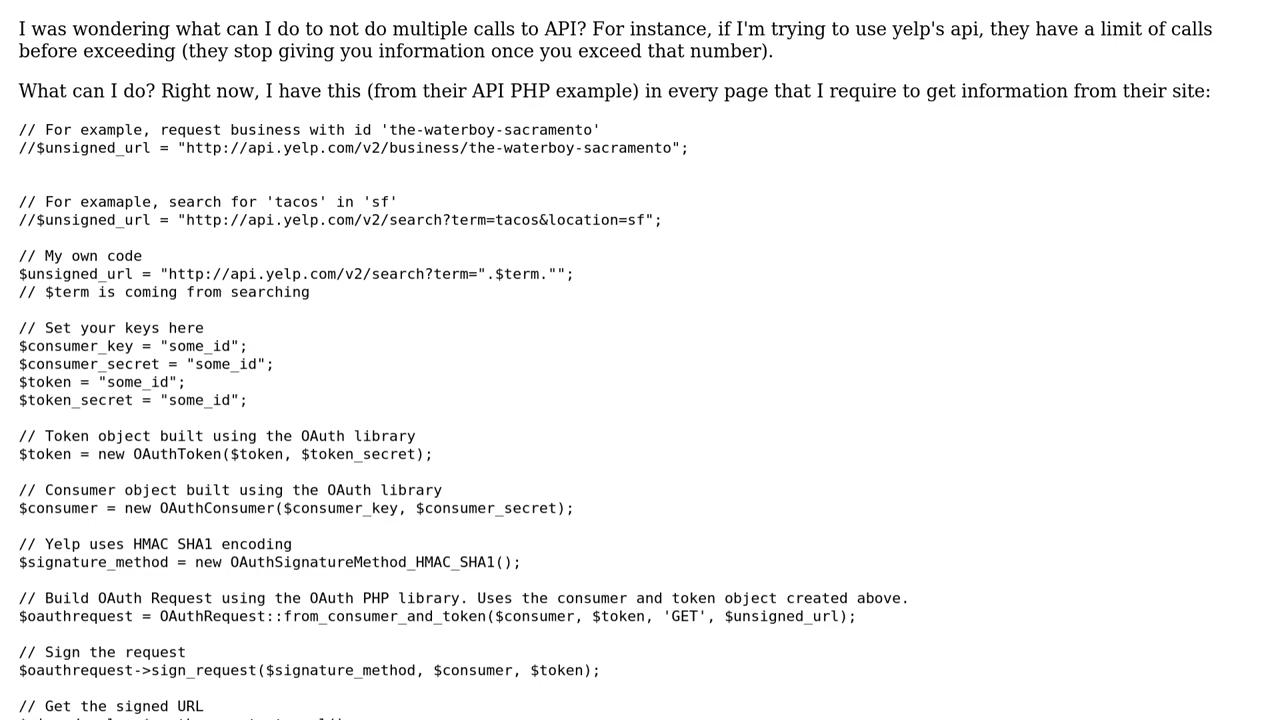 I was wondering what can I do to not do multiple calls to API? For instance, if I'm trying to use yelp's api, they have a limit of calls
before exceeding (they stop giving you information once you exceed that number).
What can I do? Right now, I have this (from their API PHP example) in every page that I require to get information from their site:
// For example, request business with id 'the-waterboy-sacramento'
//$unsigned_url = "http://api.yelp.com/v2/business/the-waterboy-sacramento";
// For examaple, search for 'tacos' in 'sf'
//$unsigned_url = "http://api.yelp.com/v2/search?term=tacos&location=sf";
// My own code
$unsigned_url = "http://api.yelp.com/v2/search?term=".$term."";
// $term is coming from searching
// Set your keys here
$consumer_key = "some_id";
$consumer_secret = "some_id";
$token = "some_id";
$token_secret = "some_id";
// Token object built using the OAuth library
$token = new OAuthToken($token, $token_secret);
// Consumer object built using the OAuth library
$consumer = new OAuthConsumer($consumer_key, $consumer_secret);
// Yelp uses HMAC SHA1 encoding
$signature_method = new OAuthSignatureMethod_HMAC_SHA1();
// Build OAuth Request using the OAuth PHP library. Uses the consumer and token object created above.
$oauthrequest = OAuthRequest::from_consumer_and_token($consumer, $token, 'GET', $unsigned_url);
// Sign the request
$oauthrequest->sign_request($signature_method, $consumer, $token);
// Get the signed URL